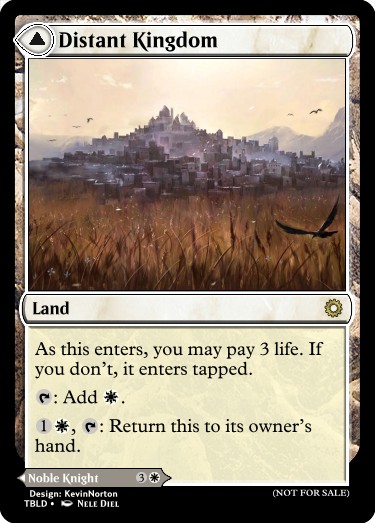 Distant Kingdom
Land
As this enters, you may pay 3 life. If
you don't, it enters tapped.
: Add .
1 , : Return this to its owner's
hand.
Noble Knight 3
Design: KevinNorton (NOT FOR SALE)
TBLD • Nele Diel